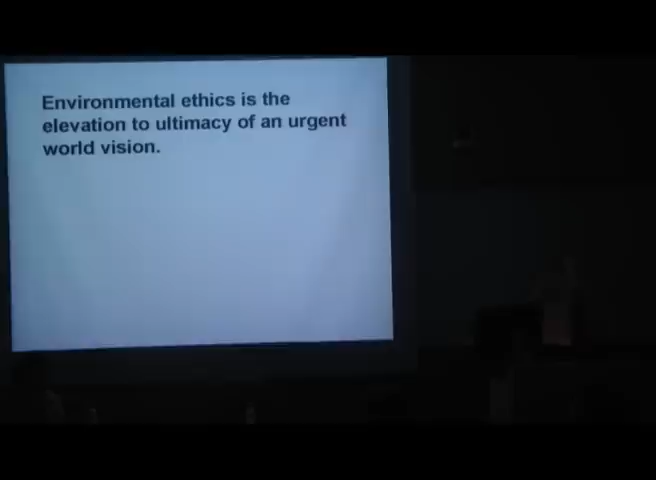 Environmental ethics is the
elevation to ultimacy of an urgent
world vision.